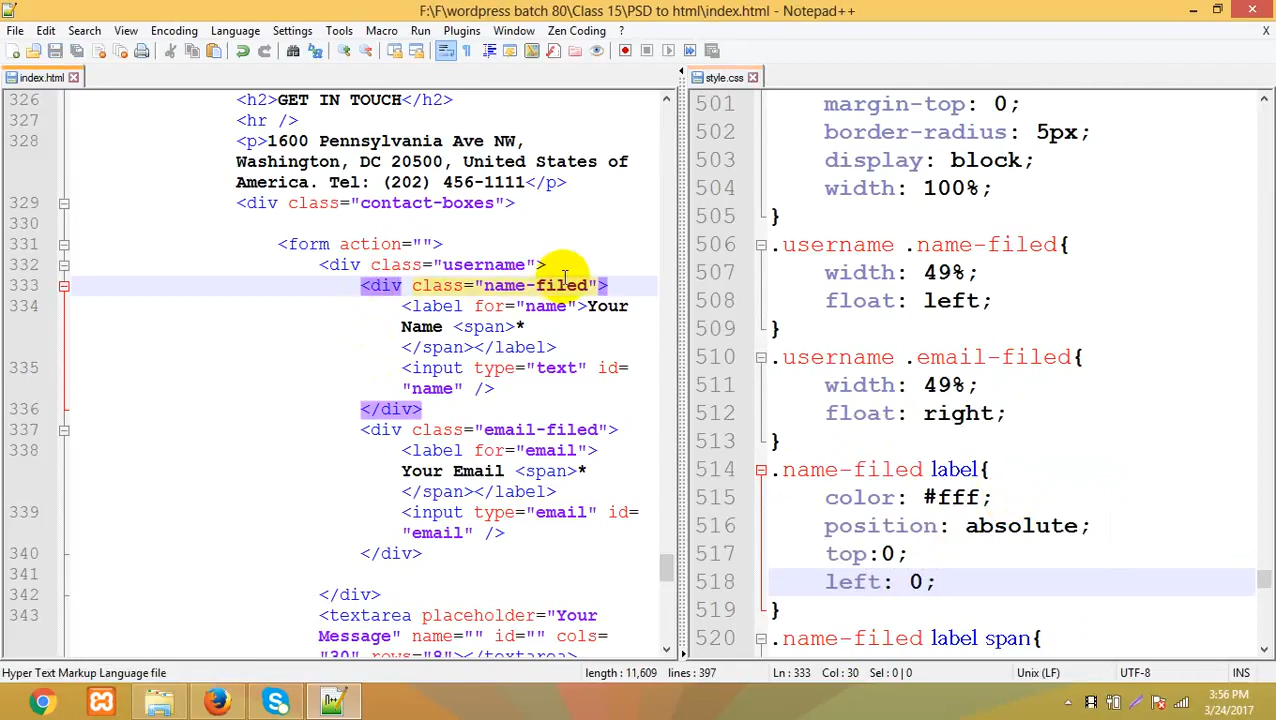 F:\F\wordpress batch 80\Class 15\PSD to html\index.html - Notepad++
File Edit Search View Encoding Language Settings Tools Macro Run Plugins Window Zen Coding ? X
index.html
326 <h2>GET IN TOUCH</h2>
327 <hr />
328 <p>1600 Pennsylvania Ave NW,
Washington, DC 20500, United States of
America. Tel: (202) 456-1111</p>
329 <div class="contact-boxes">
330
331 <form action="">
332 <div class="username">
333 <div class="name-filed">
334 <label for="name">Your
Name <span>*
</span></label>
335 <input type="text" id=
"name" />
336 </div>
337 <div class="email-filed">
338 <label for="email">
Your Email <span>*
</span></label>
339 <input type="email" id=
"email" />
340 </div>
341
342 </div>
343 <textarea placeholder="Your
Message" name="" id="" cols=
"30" rows="8"></textarea>
style.css
501 margin-top: 0;
502 border-radius: 5px;
503 display: block;
504 width: 100%;
505 }
506 .username .name-filed{
507 width: 49%;
508 float: left;
509 }
510 .username .email-filed{
511 width: 49%;
512 float: right;
513 }
514 .name-filed label{
515 color: #fff;
516 position: absolute;
517 top:0;
518 left: 0;
519 }
520 .name-filed label span{
Hyper Text Markup Language file length : 11,609 lines : 397 Ln : 333 Col : 30 Sel : 0 | 0 Unix (LF) UTF-8 INS
3:56 PM
3/24/2017